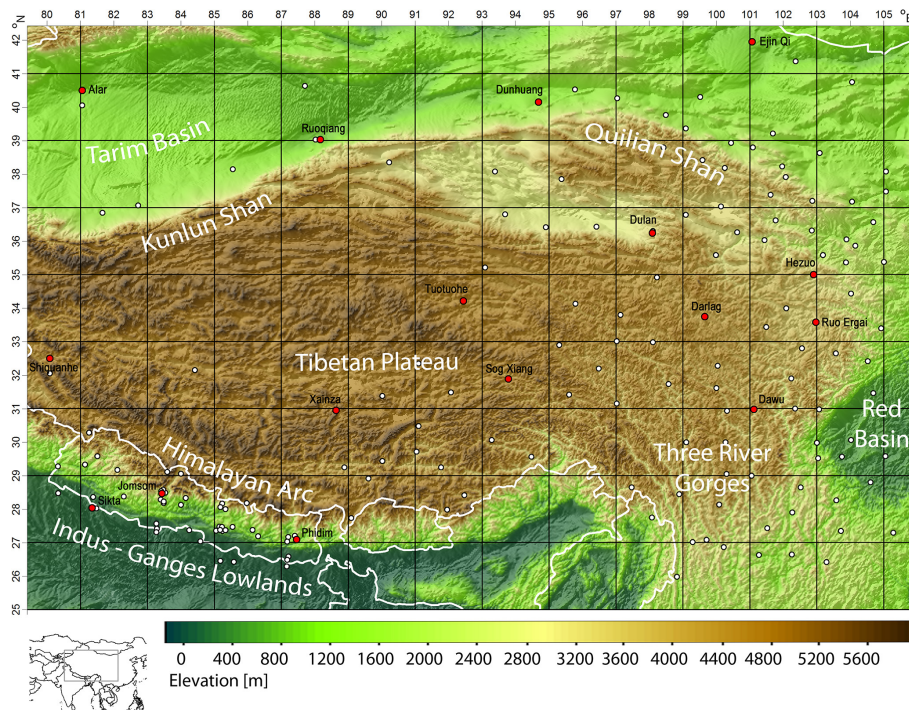 80 81 82 83 84 85 86 87 88 89 90 91 92 93 94 95 96 97 98 99 100 101 102 103 104 105 °E
°N
42
Ejin Qi
41
Alar
Dunhuang
40
Ruoqiang
39
Tarim Basin
Quilian Shan
38
37
Kunlun Shan
Dulan
36
Hezuo
35
Tuotuohe
34
Darlag
Ruo Ergai
33
Shiquanhe
Tibetan Plateau
Sog Xiang
32
Xainza
Dawu
31
Red
Basin
30
Himalayan Arc
Three River
Gorges
29
Jomsom
Sikta
28
Phidim
27
Indus - Ganges Lowlands
26
25
0 400 800 1200 1600 2000 2400 2800 3200 3600 4000 4400 4800 5200 5600
Elevation [m]